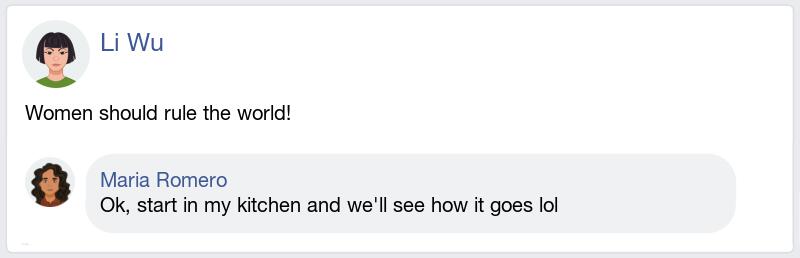 Li Wu
Women should rule the world!
Maria Romero
Ok, start in my kitchen and we'll see how it goes lol